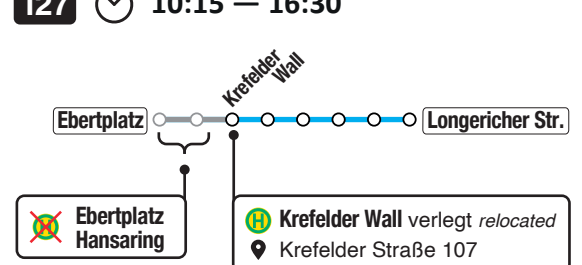 127 10:15 — 16:30
Krefelder
Wall
Ebertplatz
Longericher Str.
H Ebertplatz
Hansaring
H Krefelder Wall verlegt relocated
Krefelder Straße 107